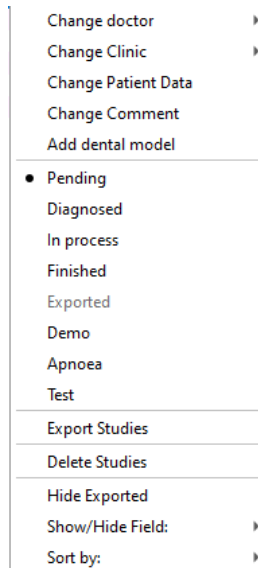 Change doctor
Change Clinic
Change Patient Data
Change Comment
Add dental model
Pending
Diagnosed
In process
Finished
Exported
Demo
Apnoea
Test
Export Studies
Delete Studies
Hide Exported
Show/Hide Field:
Sort by: